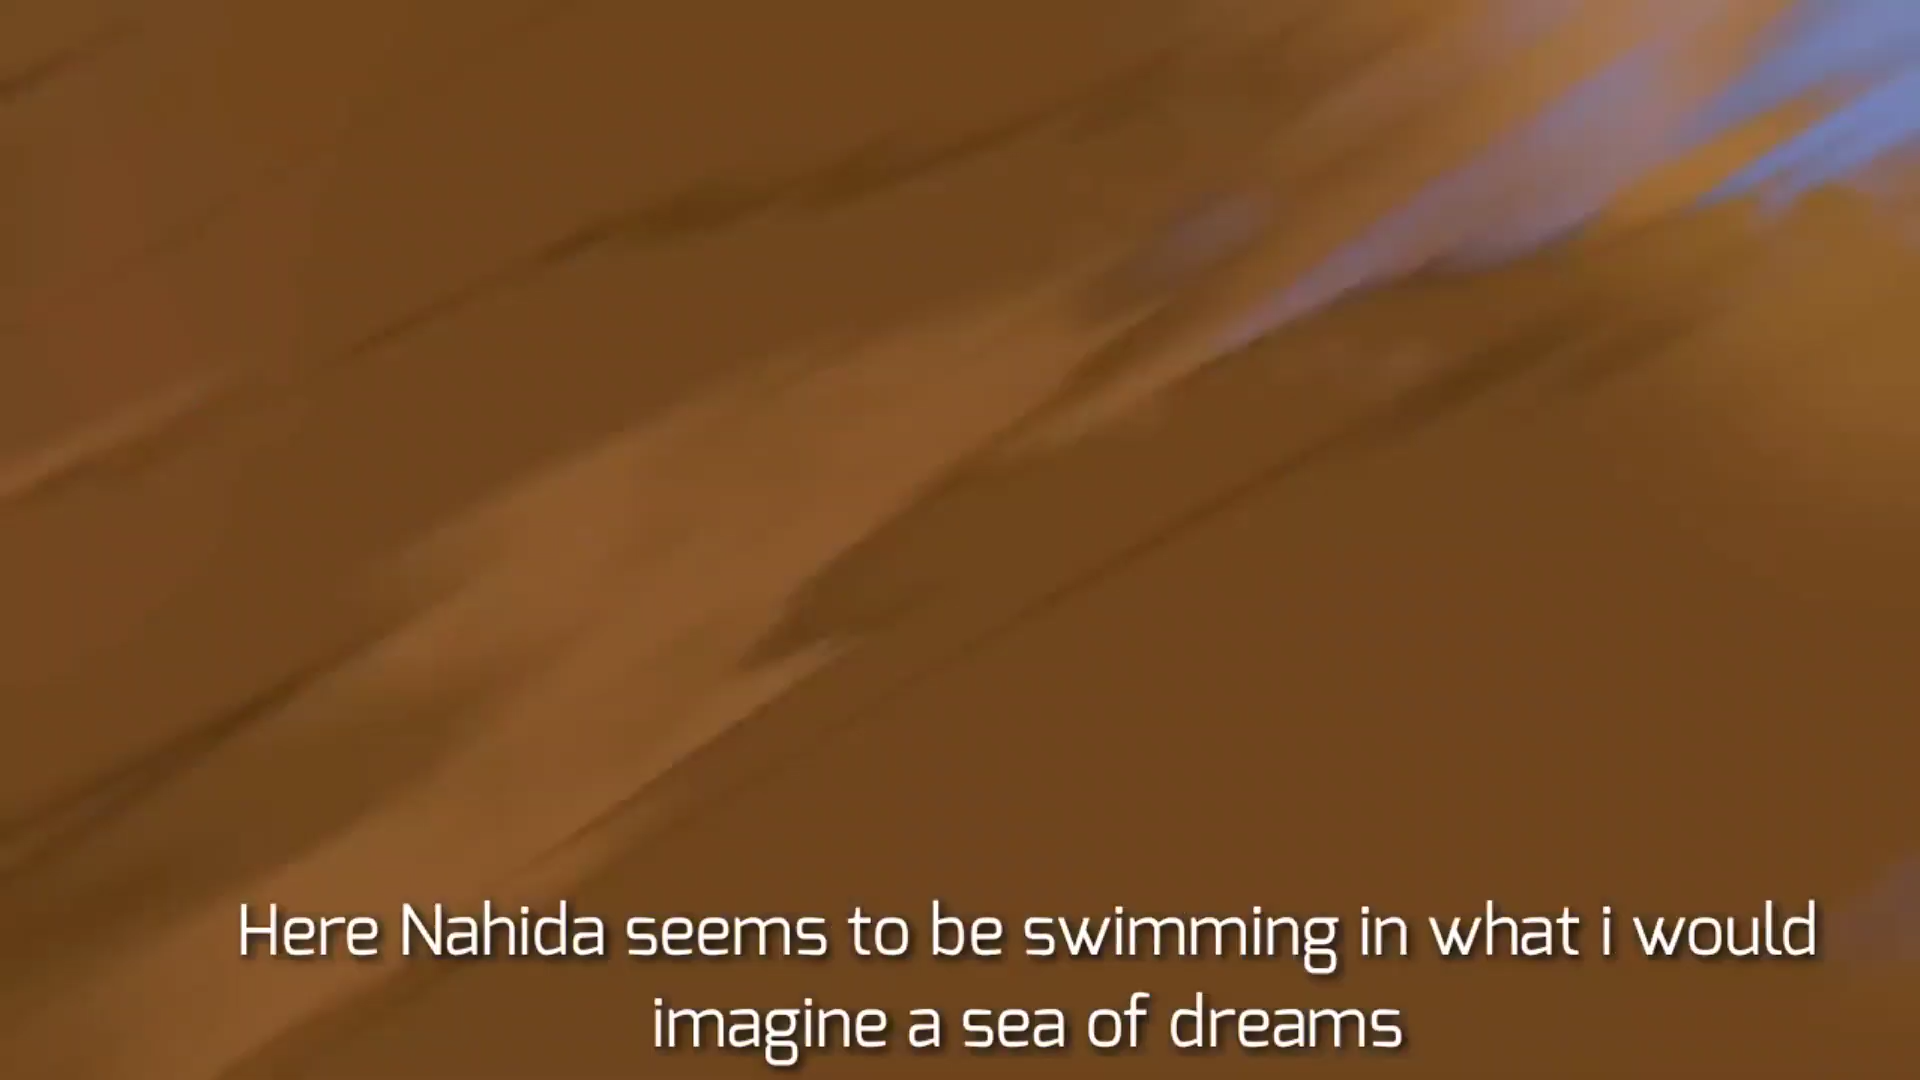 Here Nahida seems to be swimming in what i would
imagine a sea of dreams